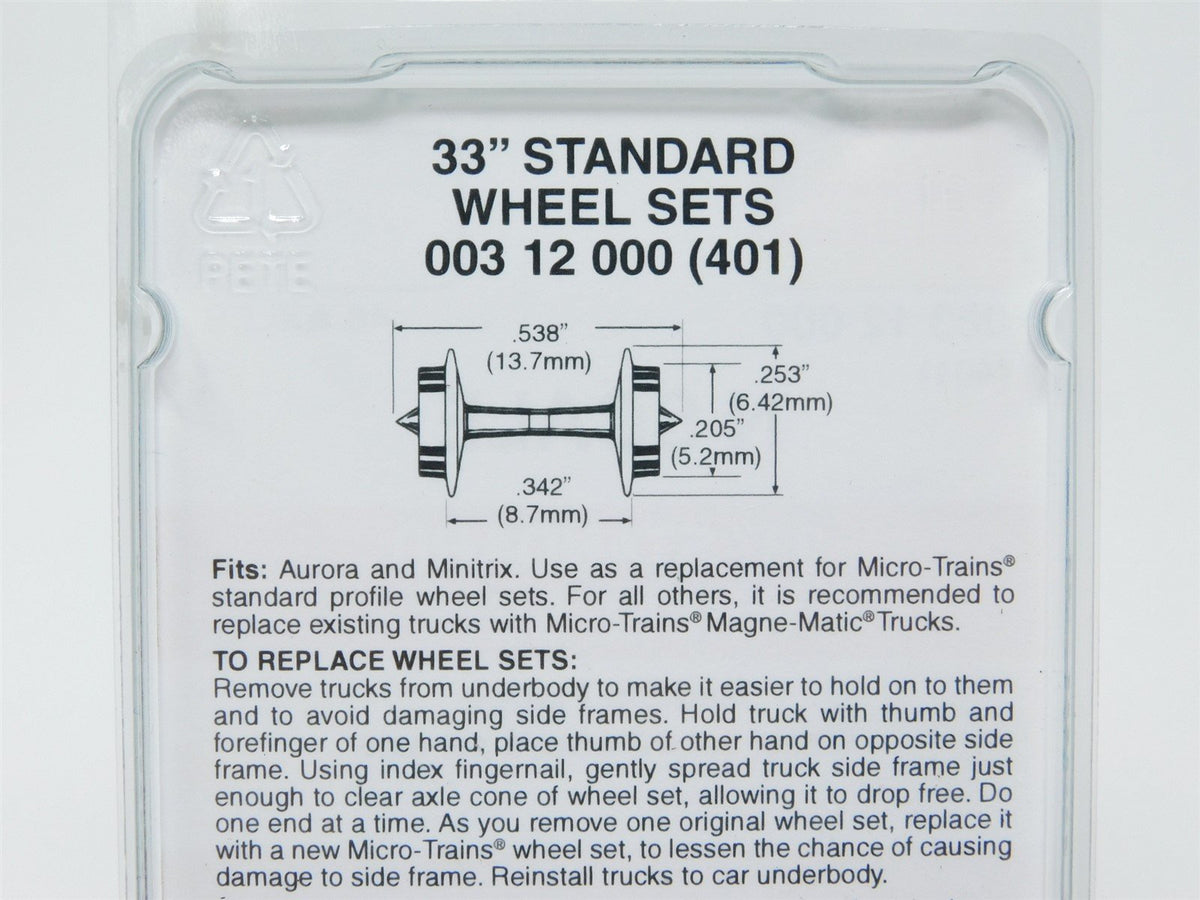 PETE
33” STANDARD
WHEEL SETS
003 12 000 (401)
.538”
(13.7mm)
.253”
(6.42mm)
.205”
(5.2mm)
.342”
(8.7mm)
Fits: Aurora and Minitrix. Use as a replacement for Micro-Trains®
standard profile wheel sets. For all others, it is recommended to
replace existing trucks with Micro-Trains® Magne-Matic® Trucks.
TO REPLACE WHEEL SETS:
Remove trucks from underbody to make it easier to hold on to them
and to avoid damaging side frames. Hold truck with thumb and
forefinger of one hand, place thumb of other hand on opposite side
frame. Using index fingernail, gently spread truck side frame just
enough to clear axle cone of wheel set, allowing it to drop free. Do
one end at a time. As you remove one original wheel set, replace it
with a new Micro-Trains® wheel set, to lessen the chance of causing
damage to side frame. Reinstall trucks to car underbody.